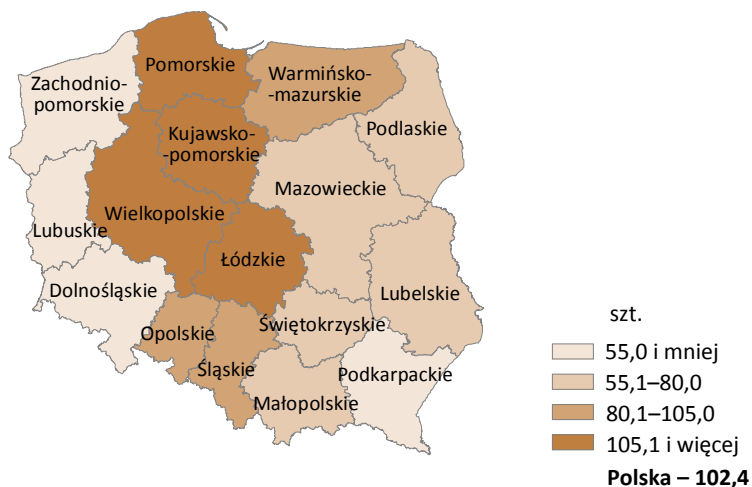 Pomorskie
Warmińsko-
-mazurskie
Zachodnio-
pomorskie
Podlaskie
Kujawsko-
-pomorskie
Mazowieckie
Wielkopolskie
Lubuskie
Łódzkie
Dolnośląskie
Lubelskie
Opolskie
Świętokrzyskie
Śląskie
Podkarpackie
Małopolskie
szt.
55,0 i mniej
55,1–80,0
80,1–105,0
105,1 i więcej
Polska – 102,4